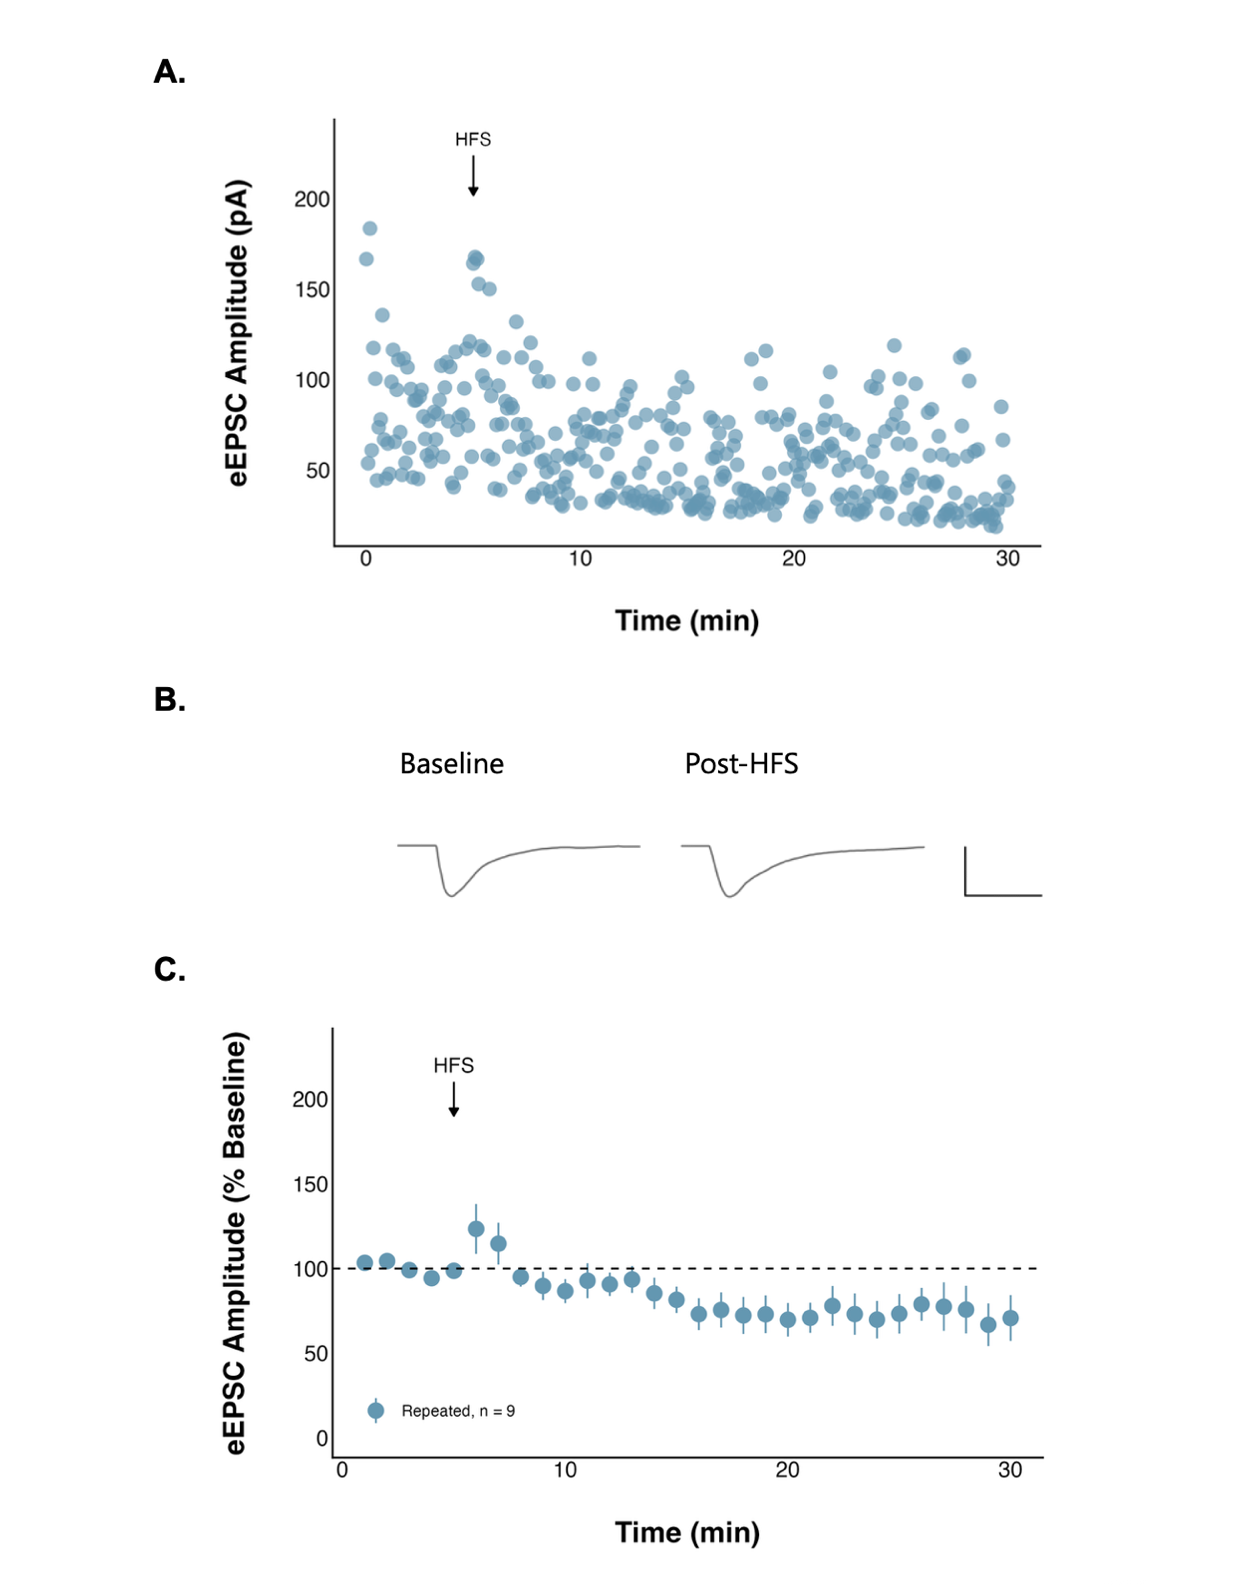 A.
HFS
eEPSC Amplitude (pA)
200
150
100
50
0 10 20 30
Time (min)
B.
Baseline Post-HFS
C.
HFS
eEPSC Amplitude (% Baseline)
200
150
100
50
Repeated, n = 9
0
0 10 20 30
Time (min)